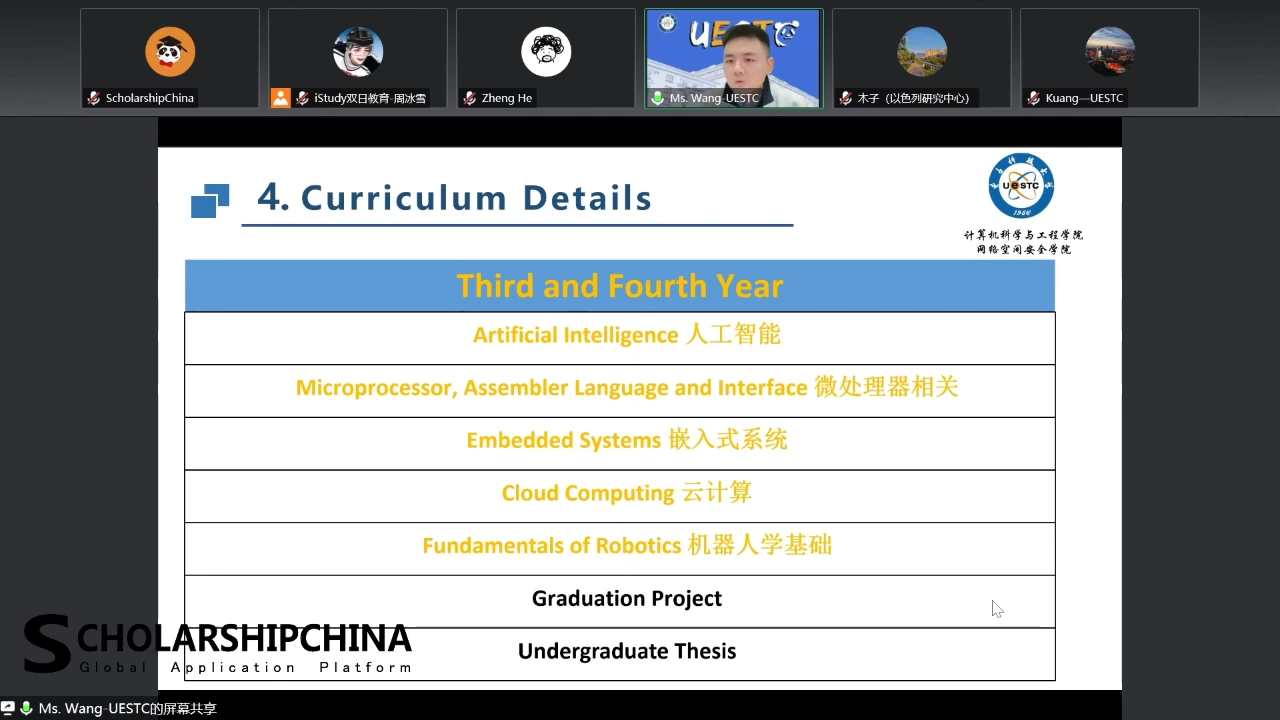 UESTC
ScholarshipChina
iStudy双日教育-周冰雪
Zheng He
Ms. Wang-UESTC
木子（以色列研究中心）
Kuang—UESTC
4. Curriculum Details
UESTC
1956
计算机科学与工程学院
网络空间安全学院
Third and Fourth Year
Artificial Intelligence 人工智能
Microprocessor, Assembler Language and Interface 微处理器相关
Embedded Systems 嵌入式系统
Cloud Computing 云计算
Fundamentals of Robotics 机器人学基础
Graduation Project
Undergraduate Thesis
SCHOLARSHIPCHINA
Global Application Platform
Ms. Wang-UESTC的屏幕共享